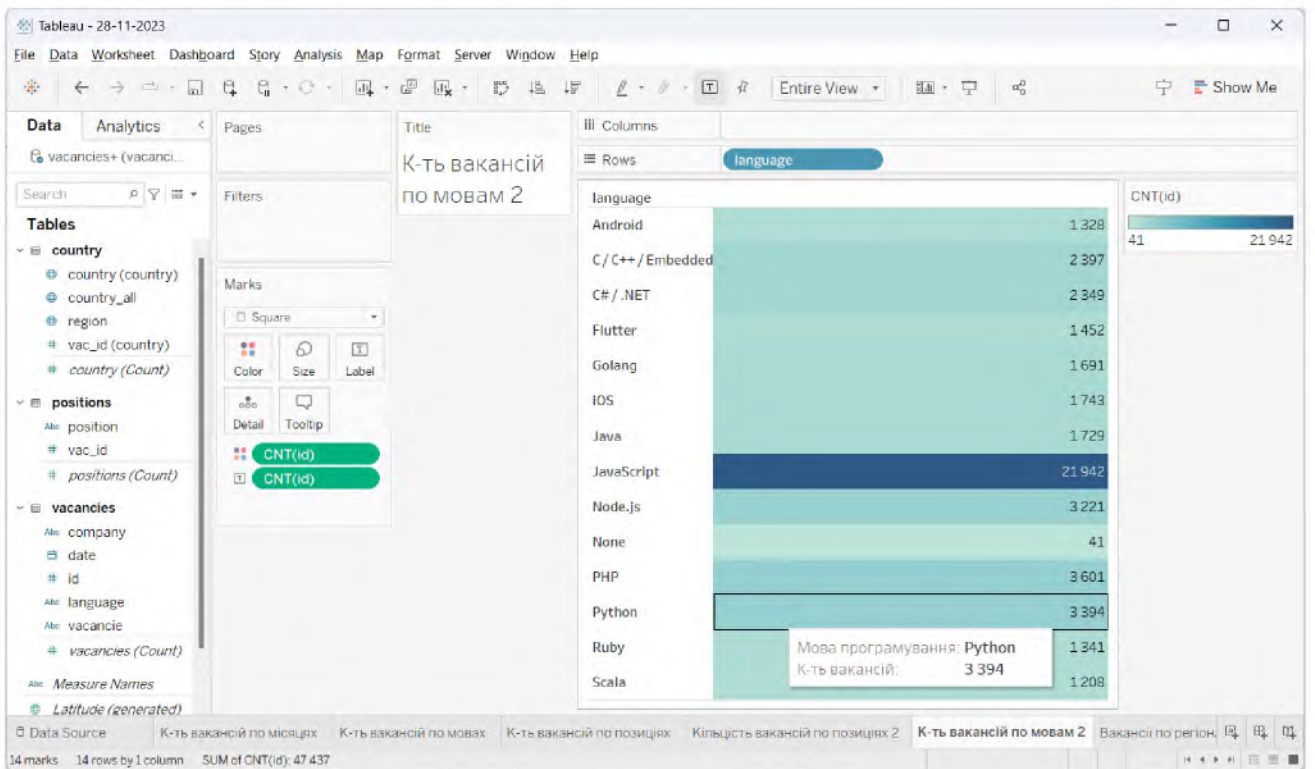 Tableau - 28-11-2023
File Data Worksheet Dashboard Story Analysis Map Format Server Window Help
Entire View
Show Me
Data Analytics
vacancies+ (vacanci...
Search
Tables
country
country (country)
country_all
region
# vac_id (country)
# country (Count)
positions
Abc position
# vac_id
# positions (Count)
vacancies
Abc company
date
# id
Abc language
Abc vacancie
# vacancies (Count)
Abc Measure Names
Latitude (generated)
Pages
Filters
Marks
Square
Color Size Label
Detail Tooltip
CNT(id)
CNT(id)
Title
К-ть вакансій
по мовам 2
Columns
Rows language
language
Android 1 328
C / C++ / Embedded 2 397
C# / .NET 2 349
Flutter 1 452
Golang 1 691
iOS 1 743
Java 1 729
JavaScript 21 942
Node.js 3 221
None 41
PHP 3 601
Python 3 394
Ruby 1 341
Scala 1 208
Мова програмування: Python
К-ть вакансій: 3 394
CNT(id)
41 21 942
Data Source К-ть вакансій по місяцях К-ть вакансій по мовах К-ть вакансій по позиціях Кількість вакансій по позиціях 2 К-ть вакансій по мовам 2 Вакансії по регіон.
14 marks 14 rows by 1 column SUM of CNT(id): 47 437